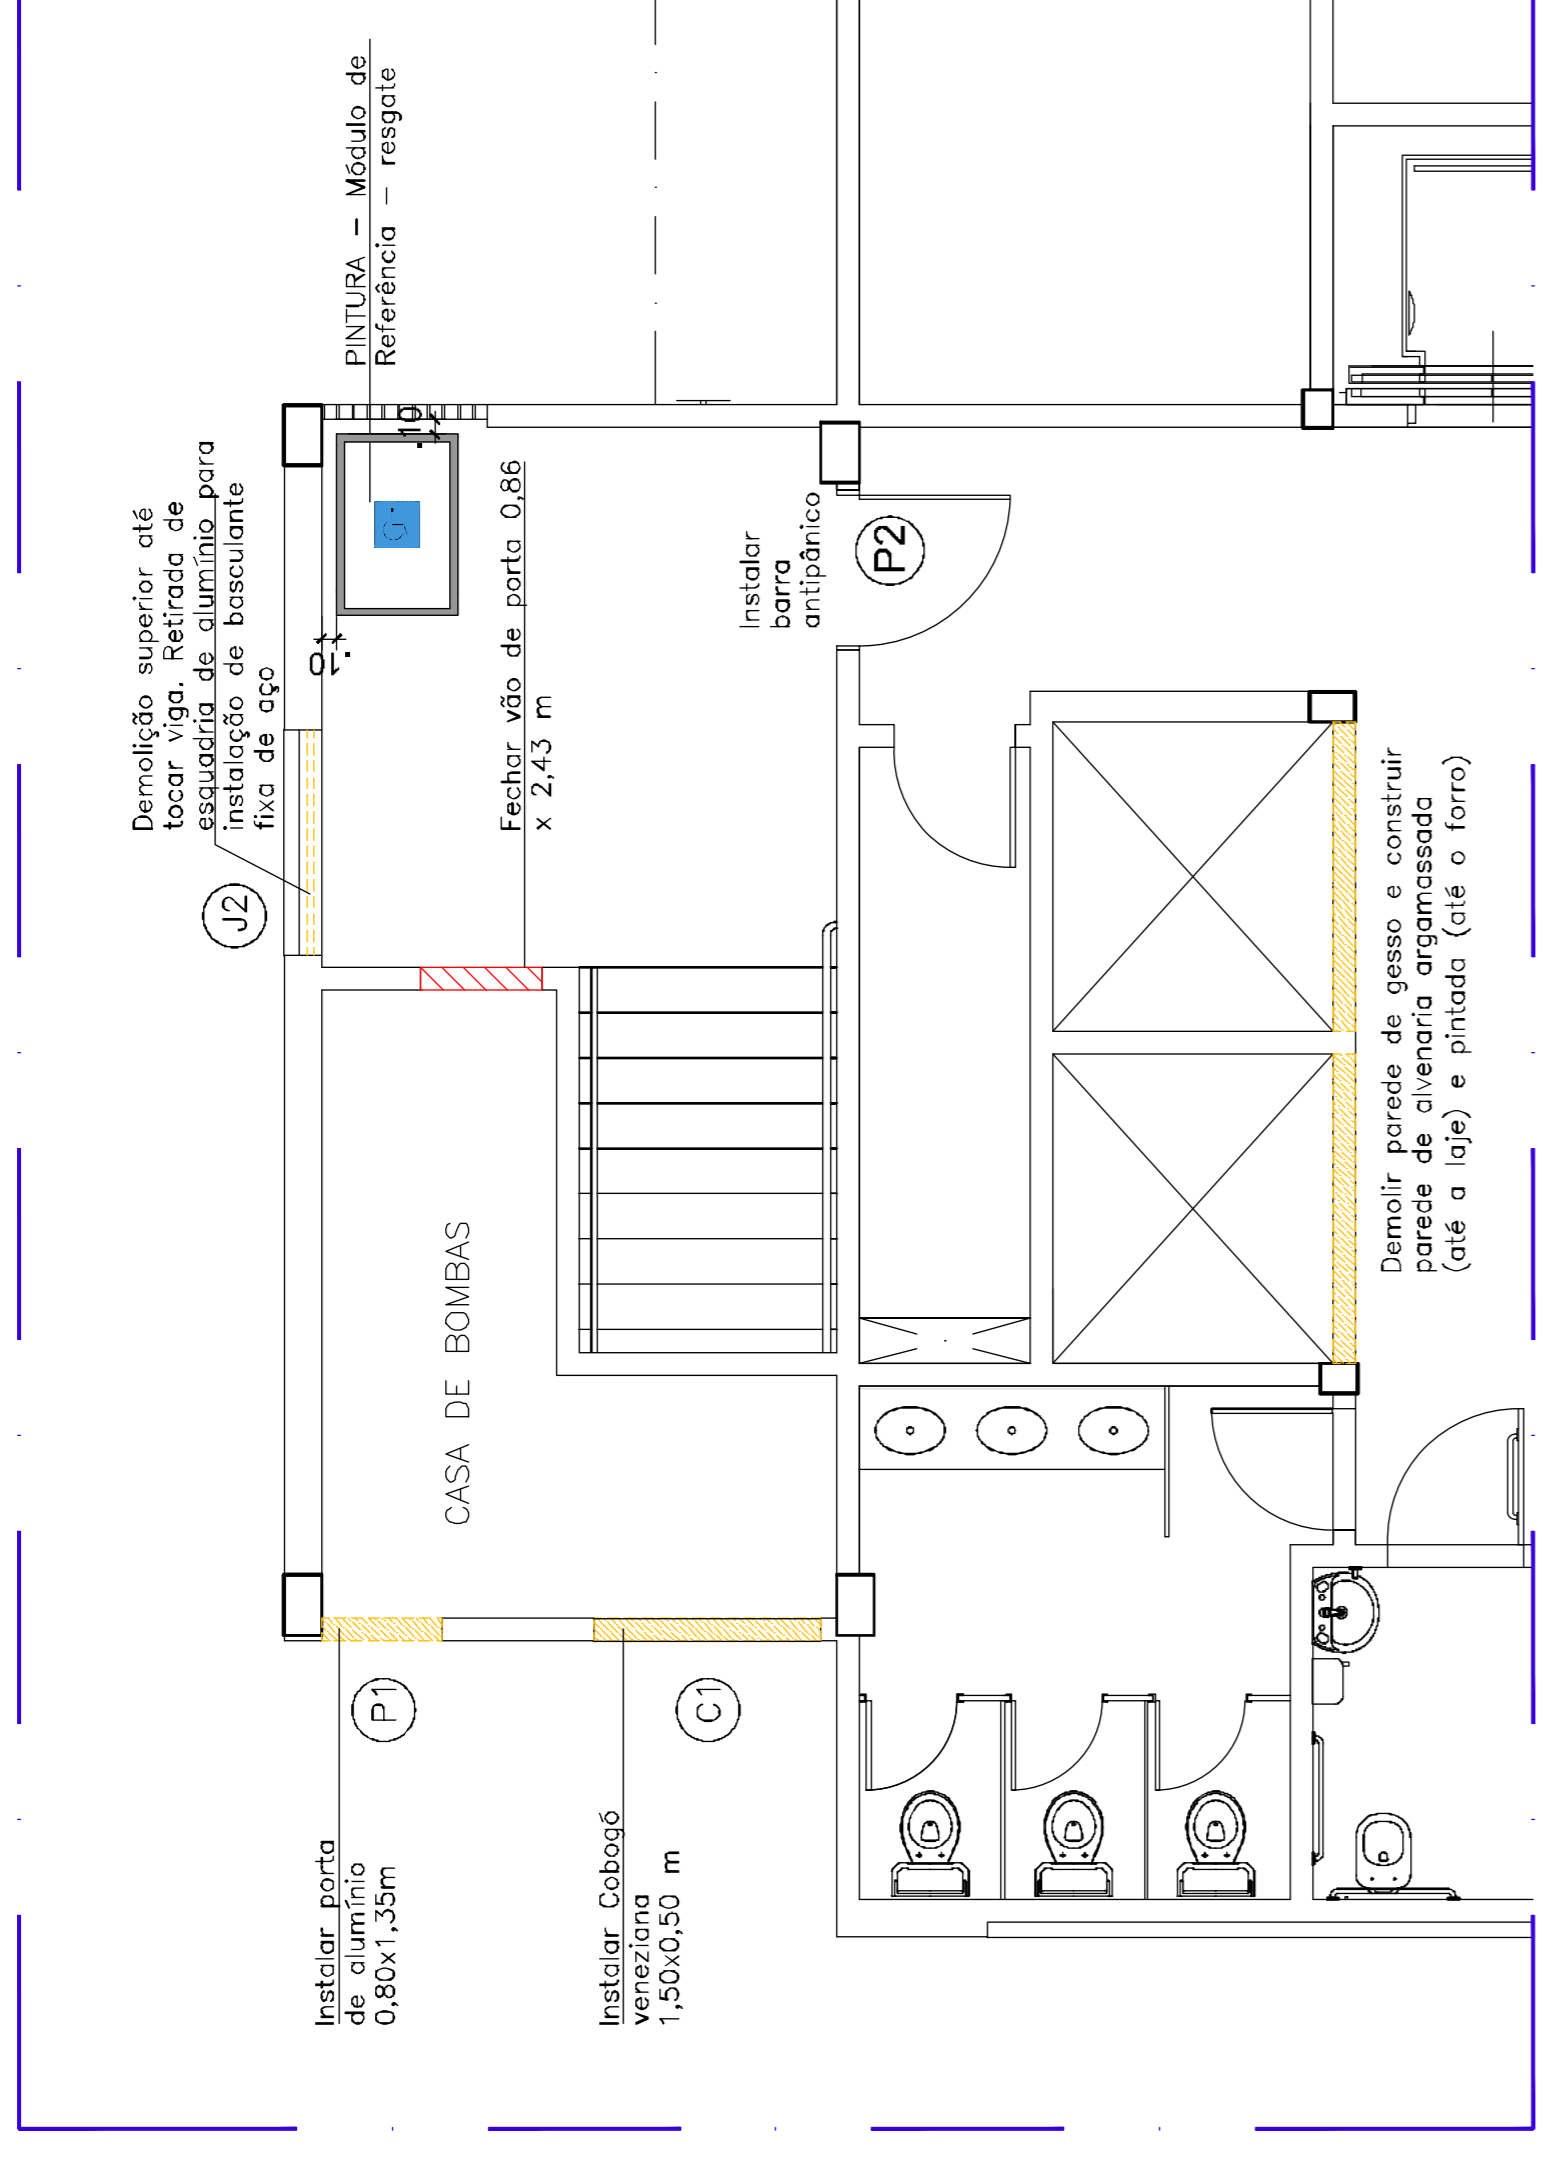 Demolição superior até
tocar viga. Retirada de
esquadria de alumínio para
instalação de basculante
fixa de aço
J2
PINTURA – Módulo de
Referência – resgate
.10
.10
Fechar vão de porta 0,86
x 2,43 m
Instalar
barra
antipânico
P2
CASA DE BOMBAS
Demolir parede de gesso e construir
parede de alvenaria argamassada
(até a laje) e pintada (até o forro)
P1
C1
Instalar porta
de alumínio
0,80x1,35m
Instalar Cobogó
veneziana
1,50x0,50 m